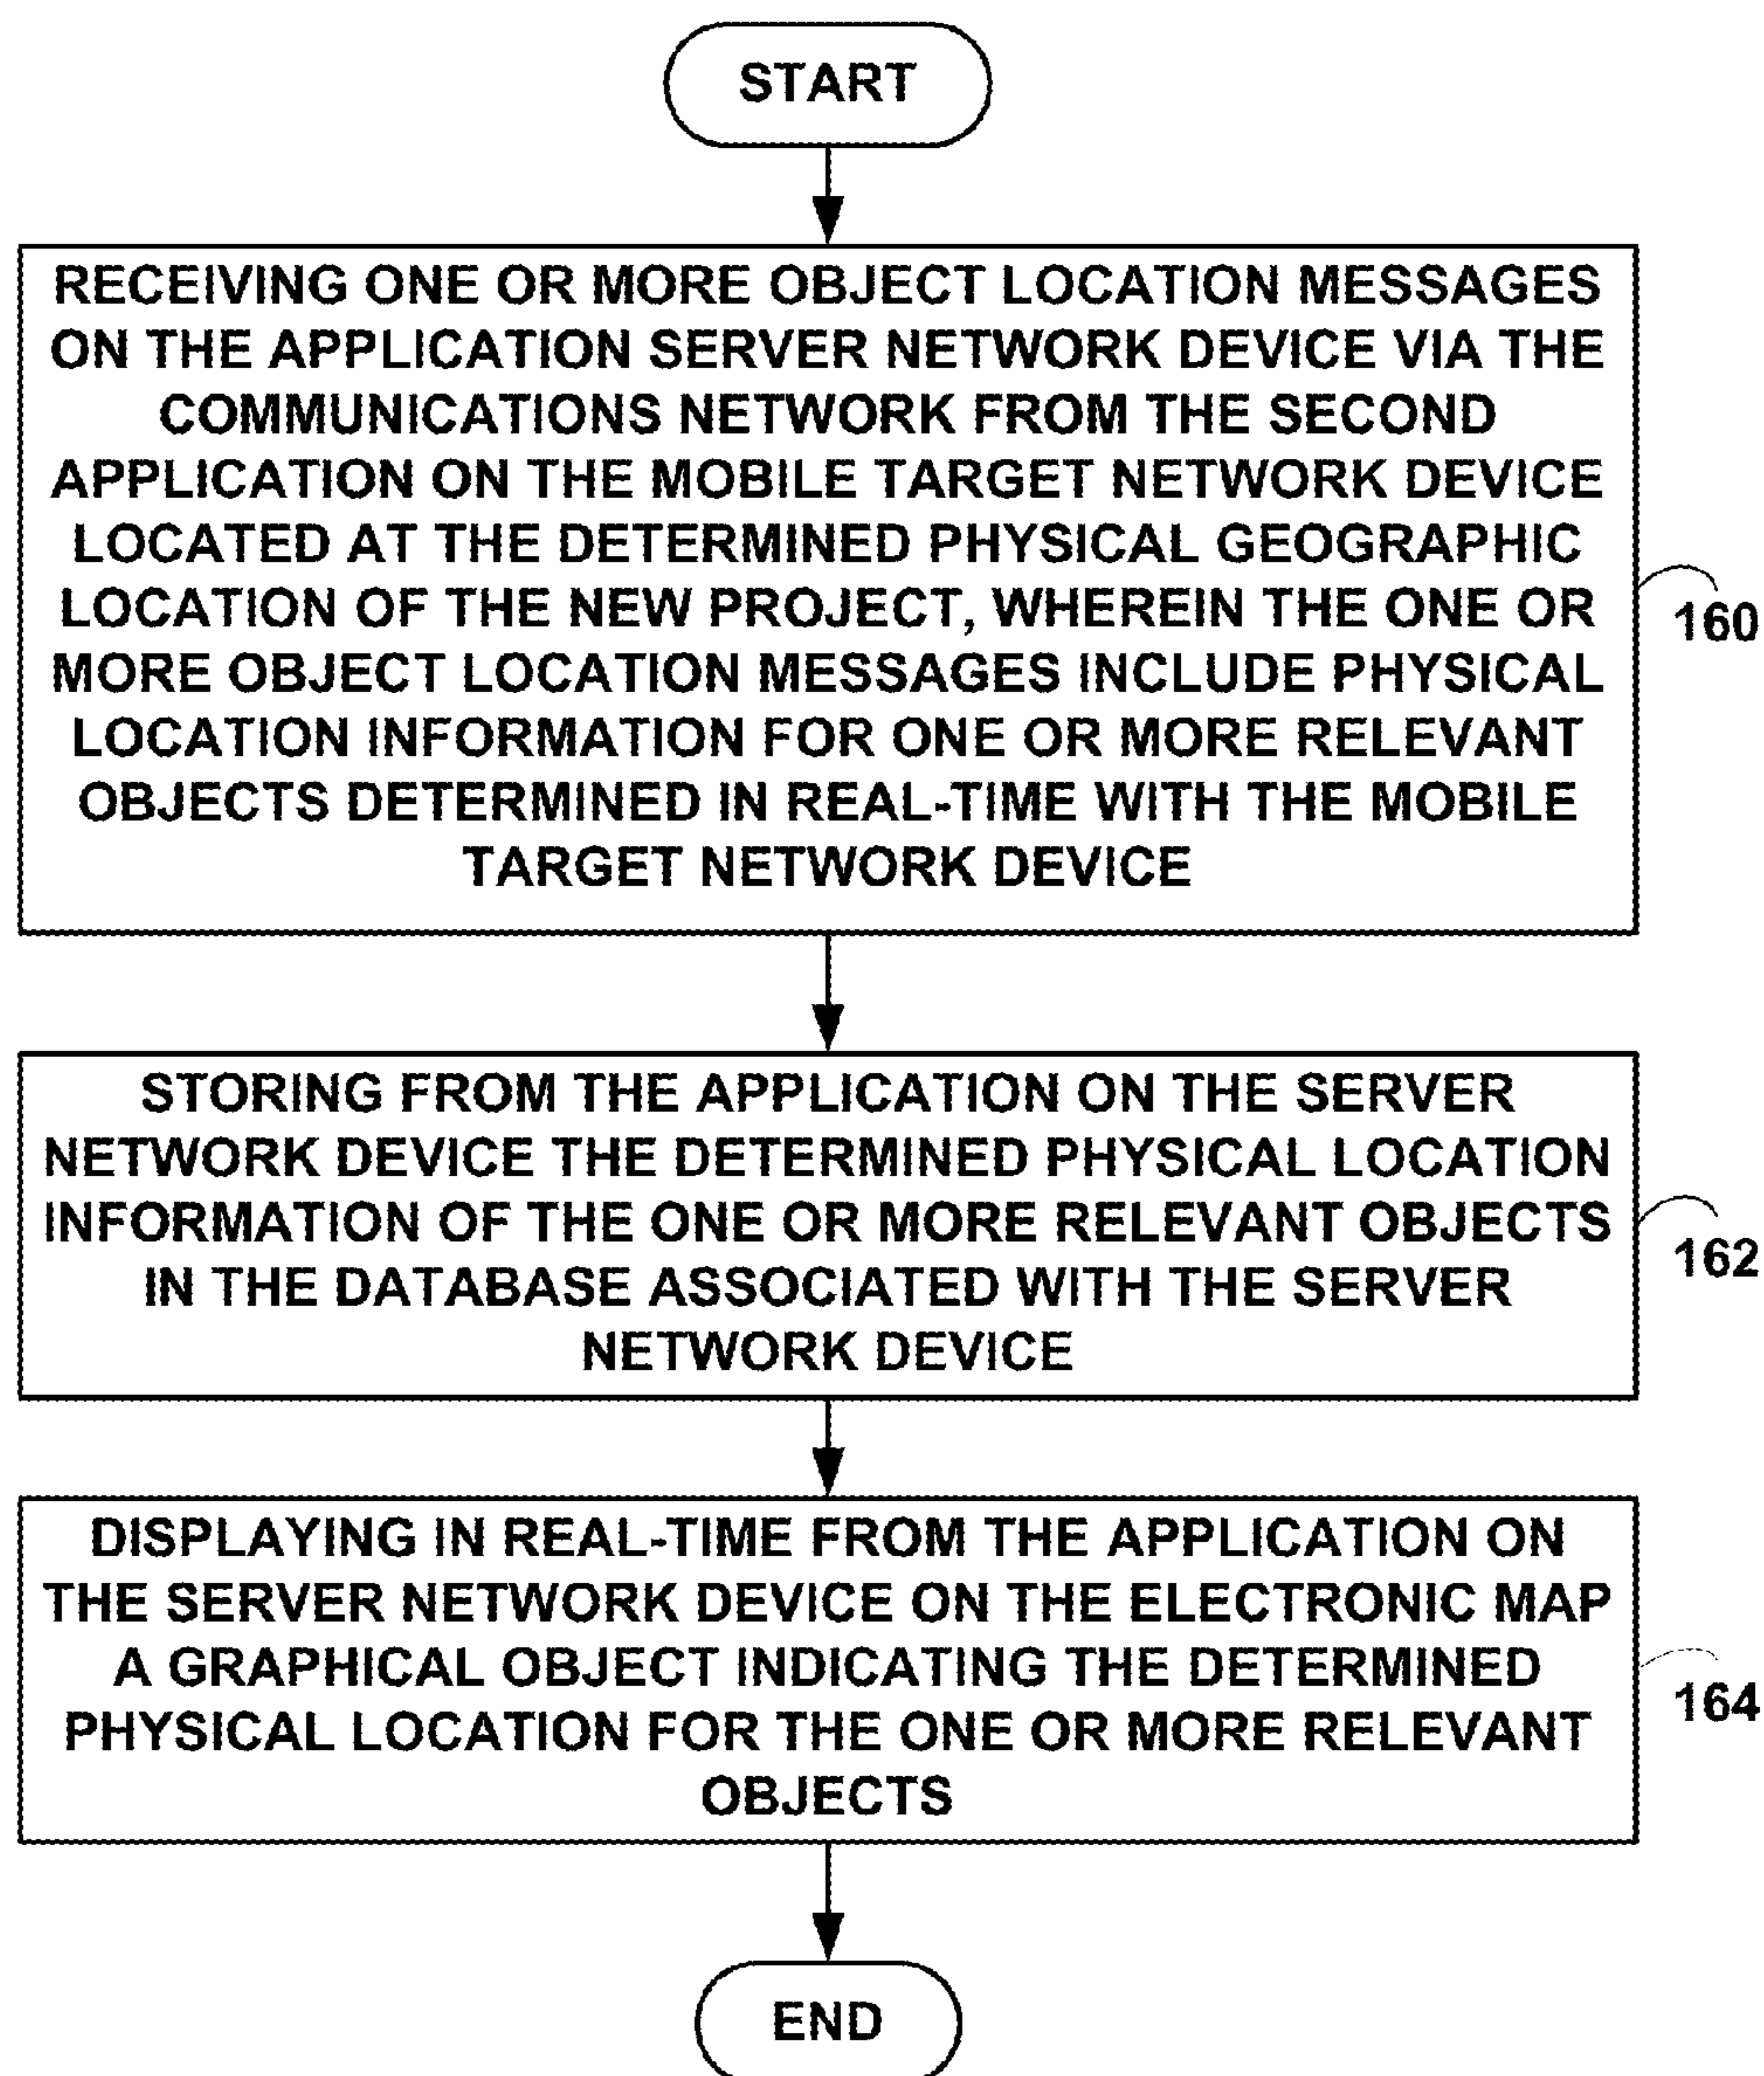 START
RECEIVING ONE OR MORE OBJECT LOCATION MESSAGES
ON THE APPLICATION SERVER NETWORK DEVICE VIA THE
COMMUNICATIONS NETWORK FROM THE SECOND
APPLICATION ON THE MOBILE TARGET NETWORK DEVICE
LOCATED AT THE DETERMINED PHYSICAL GEOGRAPHIC
LOCATION OF THE NEW PROJECT, WHEREIN THE ONE OR
MORE OBJECT LOCATION MESSAGES INCLUDE PHYSICAL
LOCATION INFORMATION FOR ONE OR MORE RELEVANT
OBJECTS DETERMINED IN REAL-TIME WITH THE MOBILE
TARGET NETWORK DEVICE
160
STORING FROM THE APPLICATION ON THE SERVER
NETWORK DEVICE THE DETERMINED PHYSICAL LOCATION
INFORMATION OF THE ONE OR MORE RELEVANT OBJECTS
IN THE DATABASE ASSOCIATED WITH THE SERVER
NETWORK DEVICE
162
DISPLAYING IN REAL-TIME FROM THE APPLICATION ON
THE SERVER NETWORK DEVICE ON THE ELECTRONIC MAP
A GRAPHICAL OBJECT INDICATING THE DETERMINED
PHYSICAL LOCATION FOR THE ONE OR MORE RELEVANT
OBJECTS
164
END